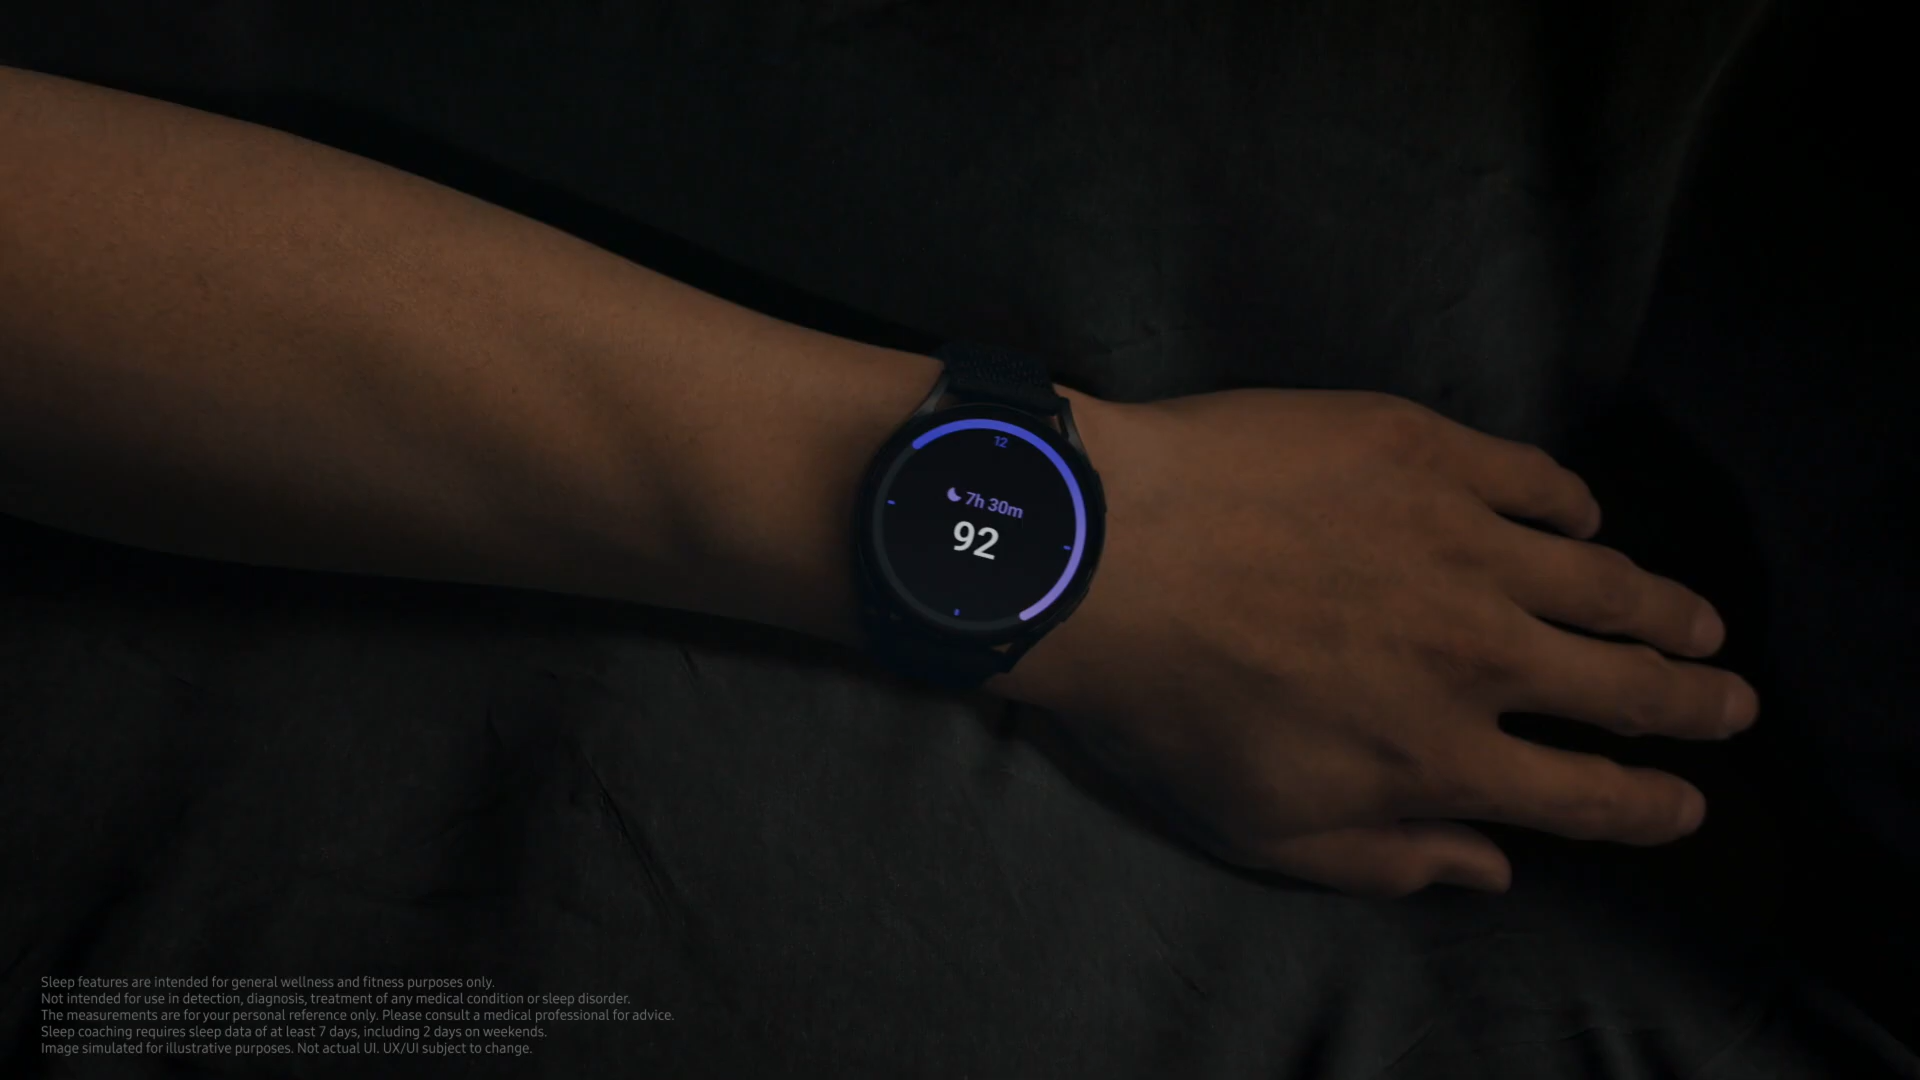 12
7h 30m
92
Sleep features are intended for general wellness and fitness purposes only.
Not intended for use in detection, diagnosis, treatment of any medical condition or sleep disorder.
The measurements are for your personal reference only. Please consult a medical professional for advice.
Sleep coaching requires sleep data of at least 7 days, including 2 days on weekends.
Image simulated for illustrative purposes. Not actual UI. UX/UI subject to change.